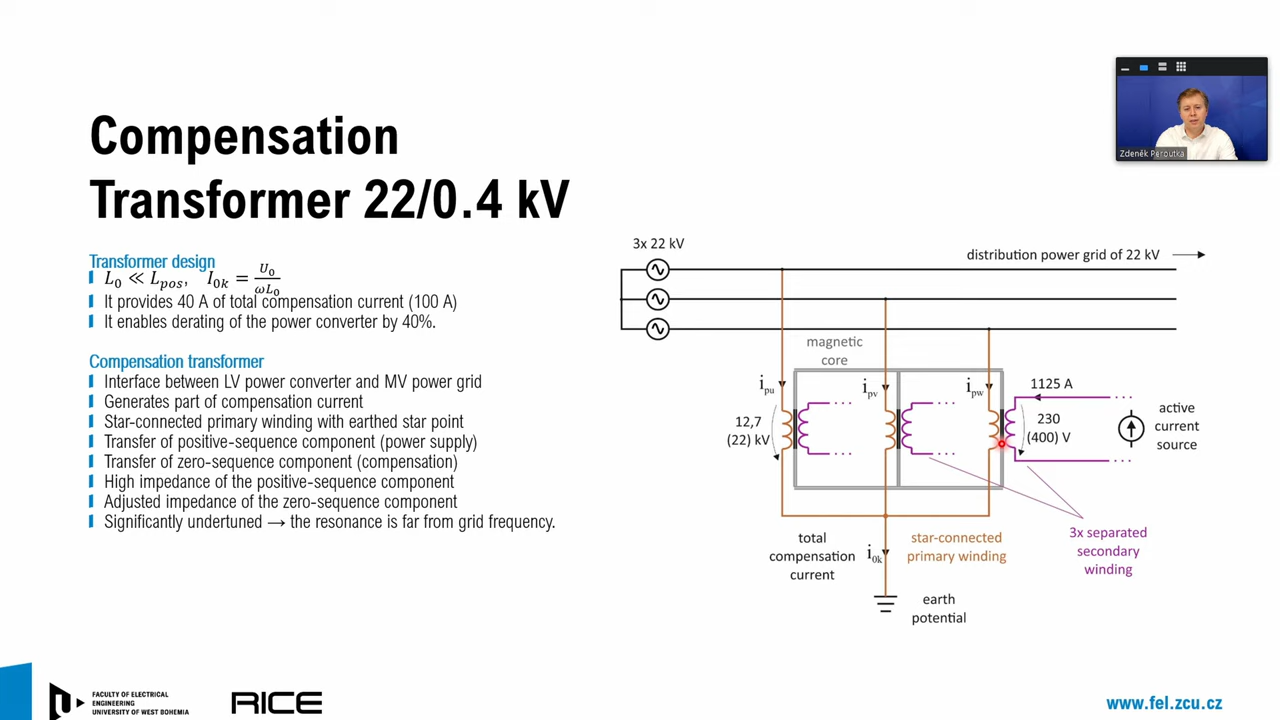 Compensation
Transformer 22/0.4 kV
Transformer design
L₀ ≪ Lₚₒₛ, I₀ₖ = U₀/ωL₀
It provides 40 A of total compensation current (100 A)
It enables derating of the power converter by 40%.
Compensation transformer
Interface between LV power converter and MV power grid
Generates part of compensation current
Star-connected primary winding with earthed star point
Transfer of positive-sequence component (power supply)
Transfer of zero-sequence component (compensation)
High impedance of the positive-sequence component
Adjusted impedance of the zero-sequence component
Significantly undertuned → the resonance is far from grid frequency.
Zdeněk Peroutka
3x 22 kV
distribution power grid of 22 kV
magnetic
core
ipu
ipv
ipw
1125 A
12,7
(22) kV
230
(400) V
active
current
source
total
compensation
current
i0k
star-connected
primary winding
3x separated
secondary
winding
earth
potential
FACULTY OF ELECTRICAL
ENGINEERING
UNIVERSITY OF WEST BOHEMIA
RICE
www.fel.zcu.cz